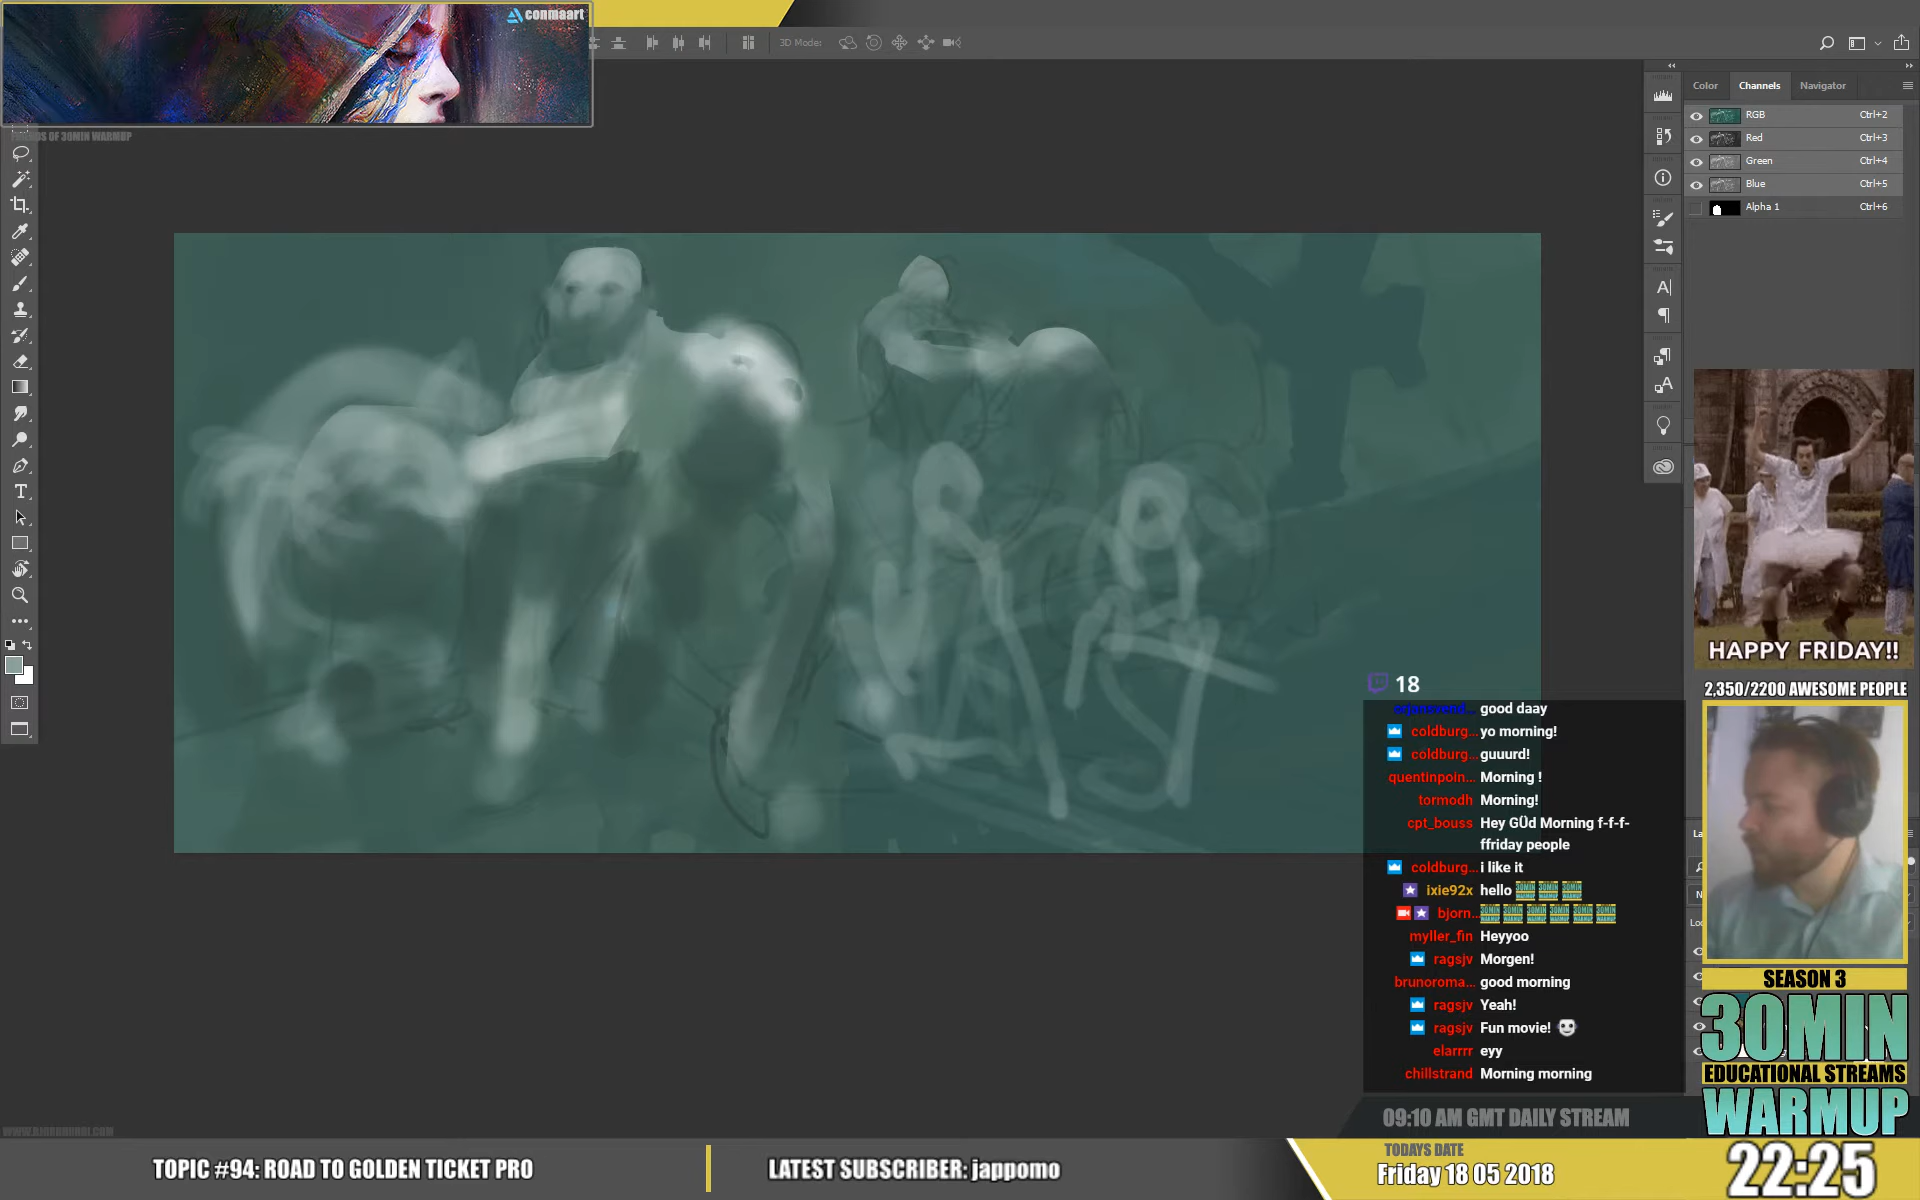 conmaart
3D Mode:
30MIN WARMUP
Color
Channels
Navigator
RGB
Ctrl+2
Red
Ctrl+3
Green
Ctrl+4
Blue
Ctrl+5
Alpha 1
Ctrl+6
HAPPY FRIDAY!!
2,350/2200 AWESOME PEOPLE
18
good daay
coldburg... yo morning!
coldburg... guuurd!
quentinpoin... Morning !
tormodh Morning!
cpt_bouss Hey GÜd Morning f-f-f-
ffriday people
coldburg... i like it
ixie92x hello
bjorn...
myller_fin Heyyoo
ragsjv Morgen!
brunoroma... good morning
ragsjv Yeah!
ragsjv Fun movie!
elarrrr eyy
chillstrand Morning morning
SEASON 3
30MIN
EDUCATIONAL STREAMS
WARMUP
09:10 AM GMT DAILY STREAM
TOPIC #94: ROAD TO GOLDEN TICKET PRO
LATEST SUBSCRIBER: jappomo
TODAYS DATE
Friday 18 05 2018
22:25